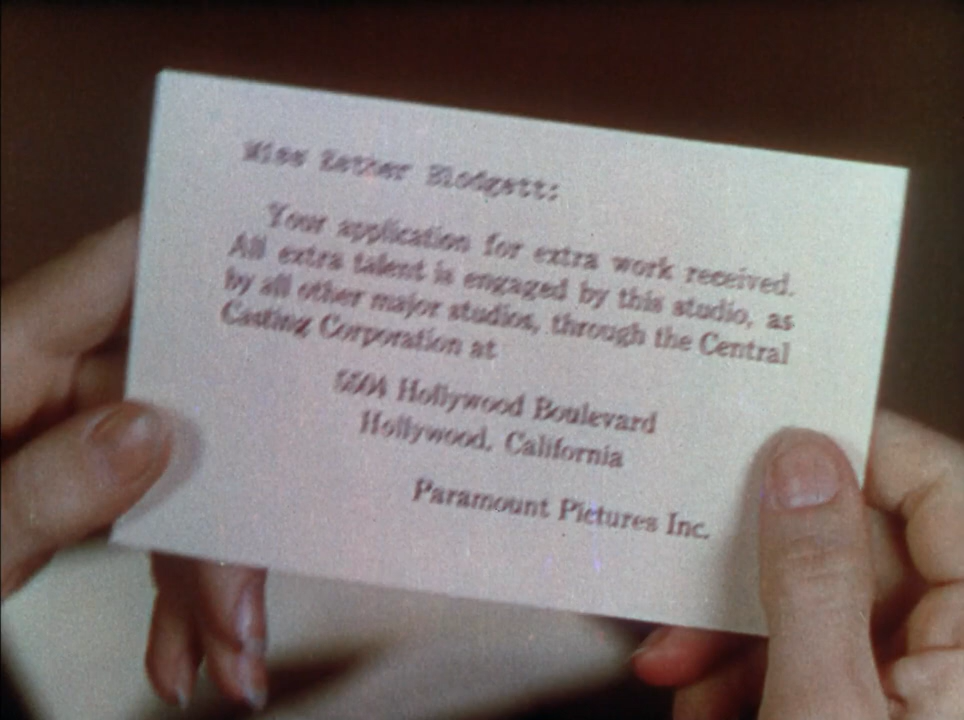 Miss Esther Blodgett:
Your application for extra work received.
All extra talent is engaged by this studio, as
by all other major studios, through the Central
Casting Corporation at
5504 Hollywood Boulevard
Hollywood, California
Paramount Pictures Inc.